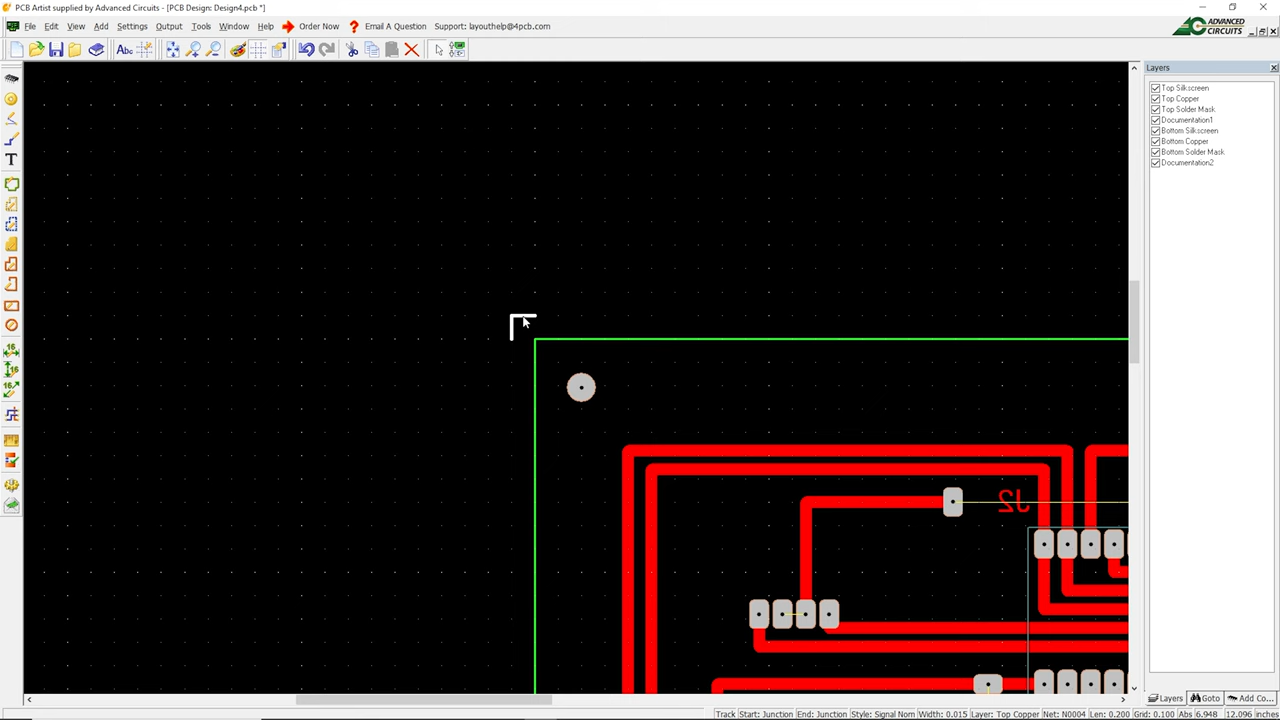 PCB Artist supplied by Advanced Circuits - [PCB Design: Design4.pcb *]
File Edit View Add Settings Output Tools Window Help Order Now ? Email A Question Support: layouthelp@4pcb.com
ADVANCED
CIRCUITS
Abc
Layers
Top Silkscreen
Top Copper
Top Solder Mask
Documentation1
Bottom Silkscreen
Bottom Copper
Bottom Solder Mask
Documentation2
T
16
16
16
J2
Layers Goto Add Co...
Track Start: Junction End: Junction Style: Signal Nom Width: 0.015 Layer: Top Copper Net: N0004 Len: 0.200 Grid: 0.100 Abs 6.948 12.096 inches